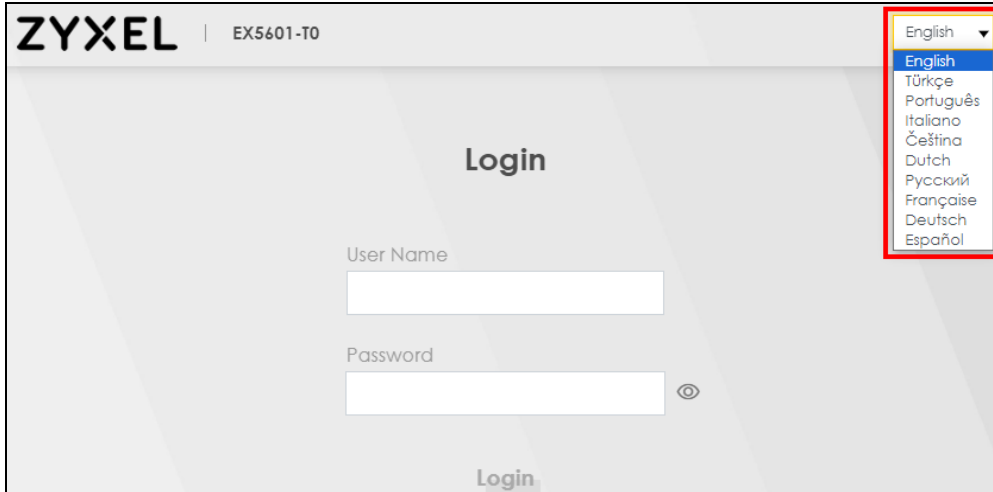 ZYXEL EX5601-T0
English
English
Türkçe
Português
Italiano
Čeština
Dutch
Русский
Française
Deutsch
Español
Login
User Name
Password
Login